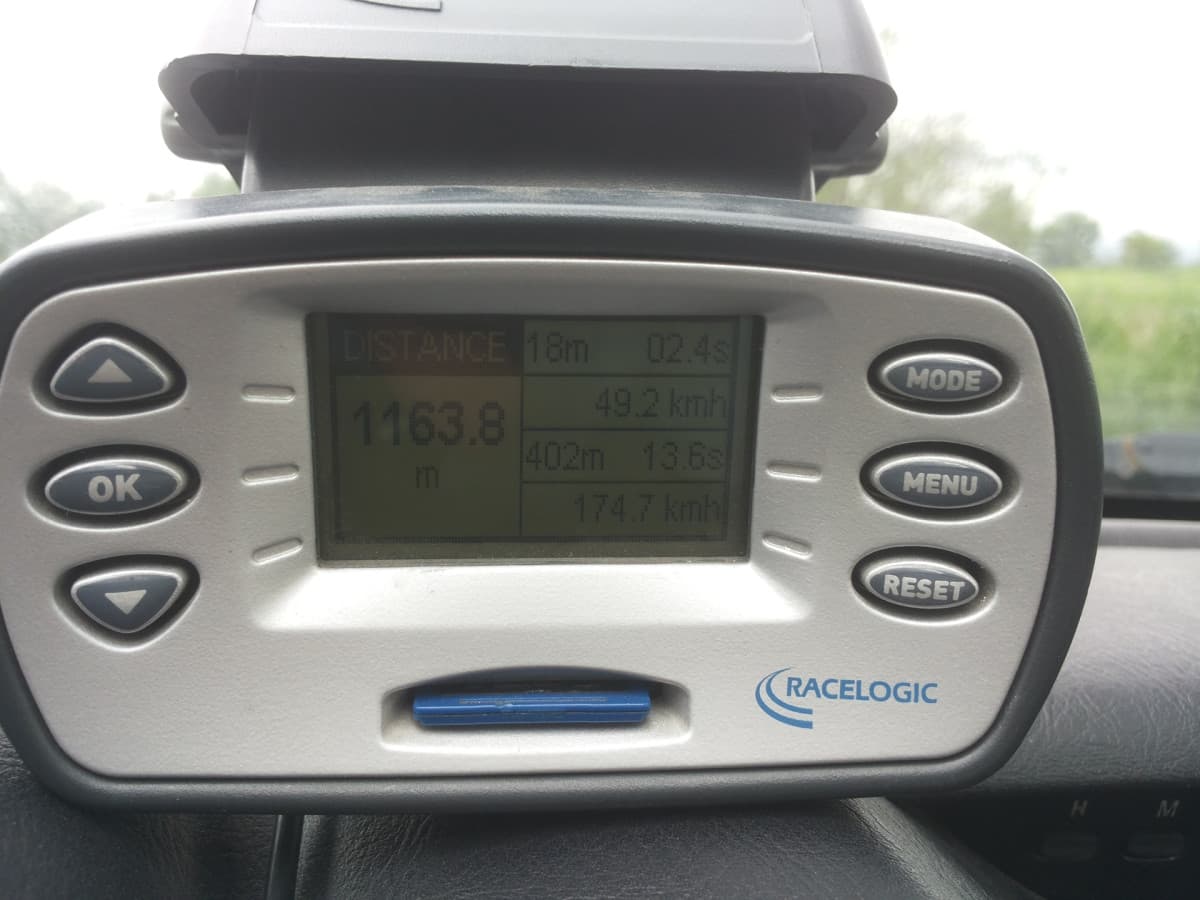 DISTANCE
1163.8
m
18m 02.4s
49.2 kmh
402m 13.6s
174.7 kmh
OK
MODE
MENU
RESET
RACELOGIC
H M